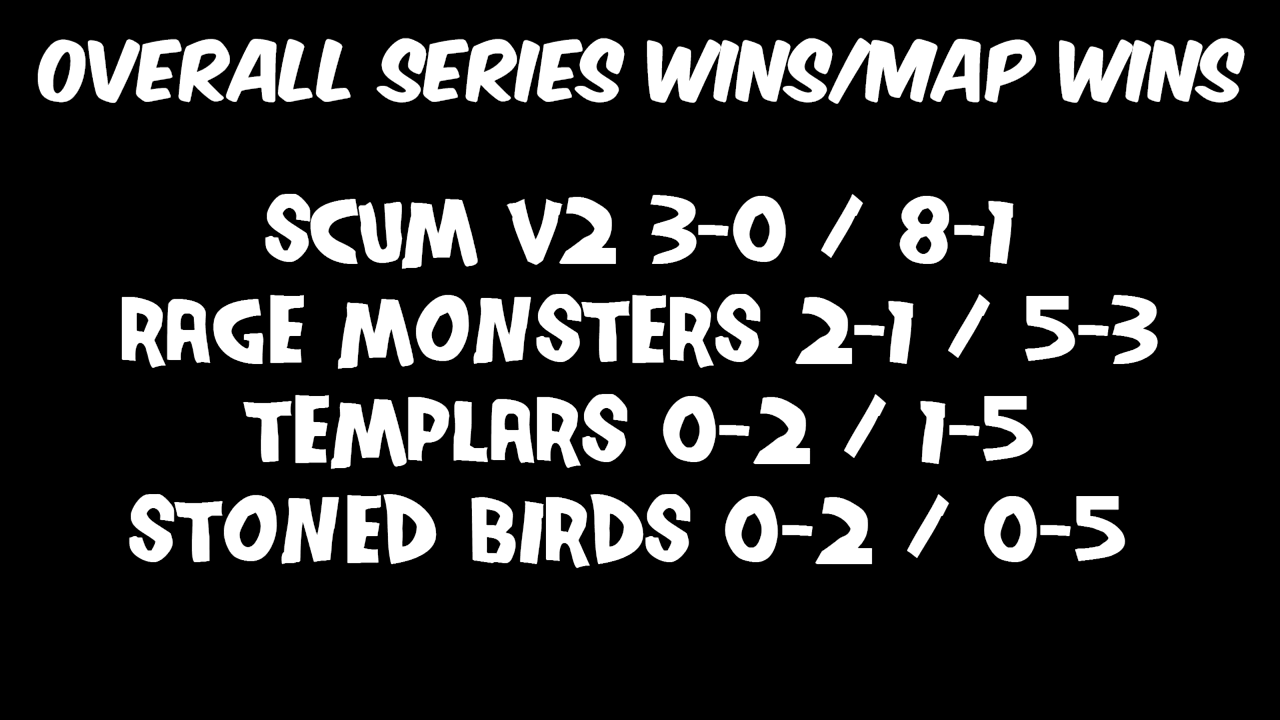 OVERALL SERIES WINS/MAP WINS
SCUM V2 3-0 / 8-1
RAGE MONSTERS 2-1 / 5-3
TEMPLARS 0-2 / 1-5
STONED BIRDS 0-2 / 0-5